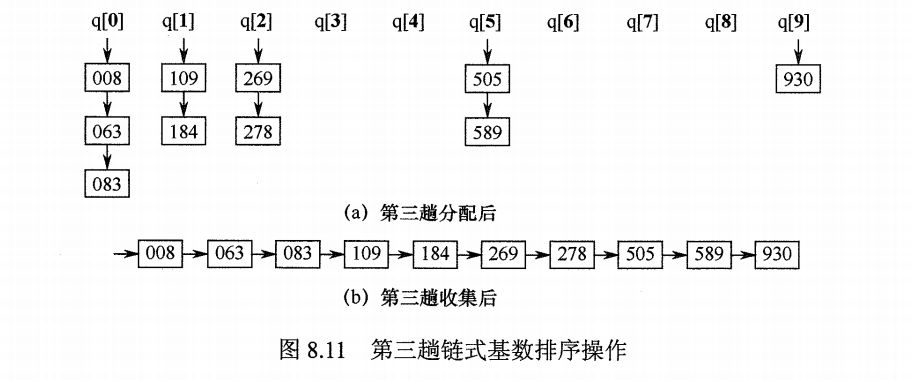 q[0] q[1] q[2] q[3] q[4] q[5] q[6] q[7] q[8] q[9]
008 109 269 505 930
063 184 278 589
083
(a) 第三趟分配后
008 063 083 109 184 269 278 505 589 930
(b) 第三趟收集后
图 8.11 第三趟链式基数排序操作